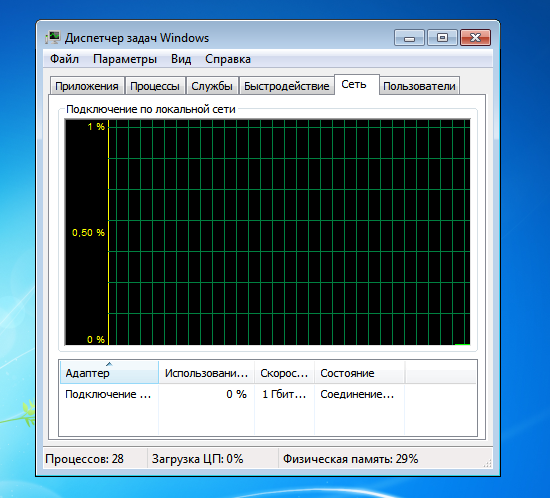 Диспетчер задач Windows
Файл Параметры Вид Справка
Приложения Процессы Службы Быстродействие Сеть Пользователи
Подключение по локальной сети
1 %
0,50 %
0 %
Адаптер Использовани... Скорос... Состояние
Подключение ... 0 % 1 Гбит... Соединение...
Процессов: 28 Загрузка ЦП: 0% Физическая память: 29%